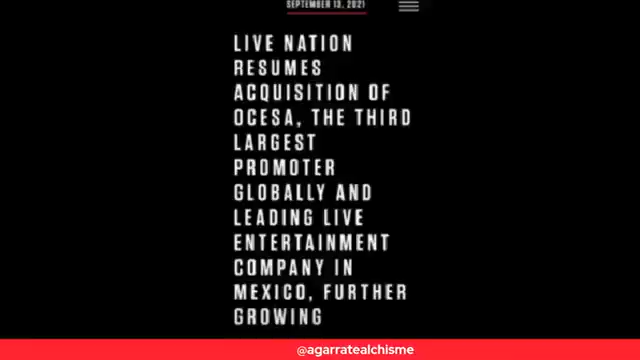 SEPTEMBER 13, 2021
LIVE NATION
RESUMES
ACQUISITION OF
OCESA, THE THIRD
LARGEST
PROMOTER
GLOBALLY AND
LEADING LIVE
ENTERTAINMENT
COMPANY IN
MEXICO, FURTHER
GROWING
@agarratealchisme